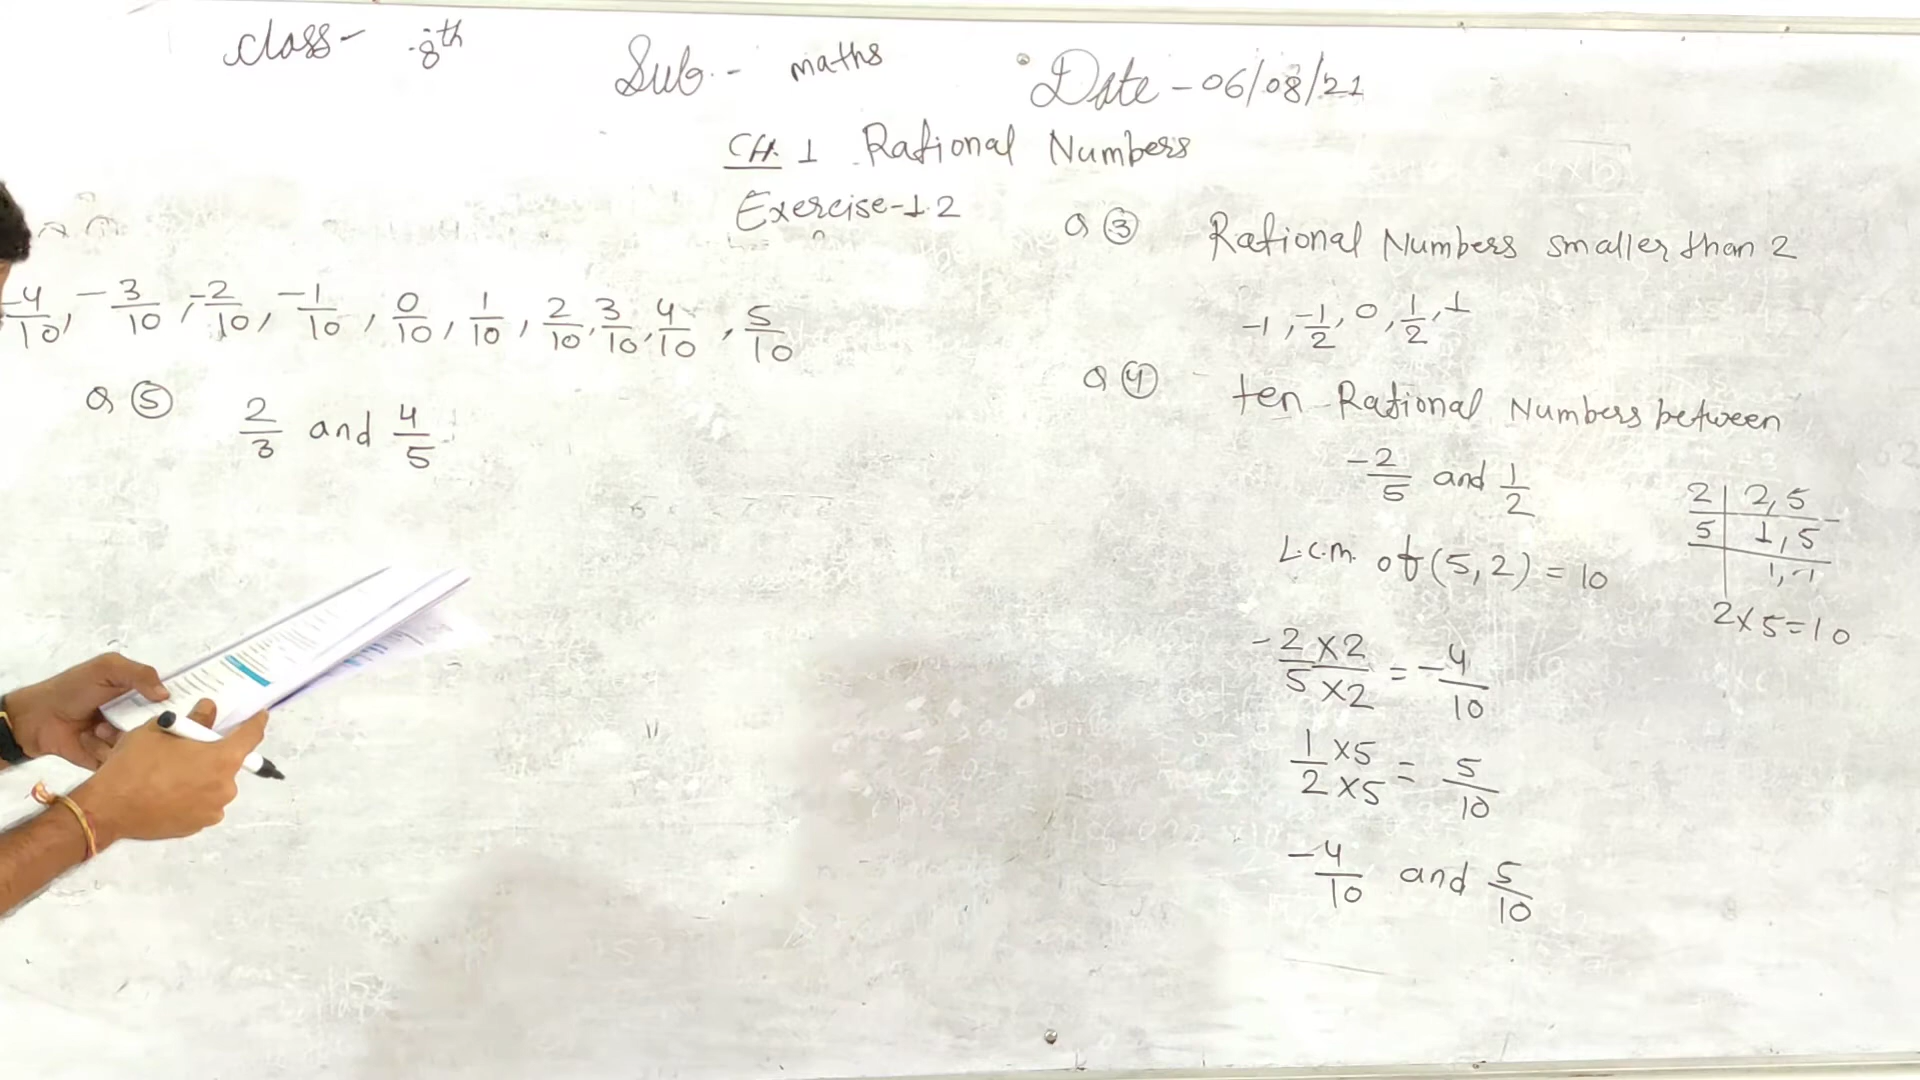 Class - 8th Sub. - maths Date - 06/08/21
CH. 1 Rational Numbers
Exercise-1.2
-4/10, -3/10, -2/10, -1/10, 0/10, 1/10, 2/10, 3/10, 4/10, 5/10
Q ⑤ 2/3 and 4/5
Q ③ Rational Numbers smaller than 2
-1, -1/2, 0, 1/2, 1
Q ④ ten Rational Numbers between
-2/5 and 1/2
L.C.M. of (5,2) = 10
2 | 2, 5
5 | 1, 5
1, 1
2×5=10
-2×2/5×2 = -4/10
1×5/2×5 = 5/10
-4/10 and 5/10